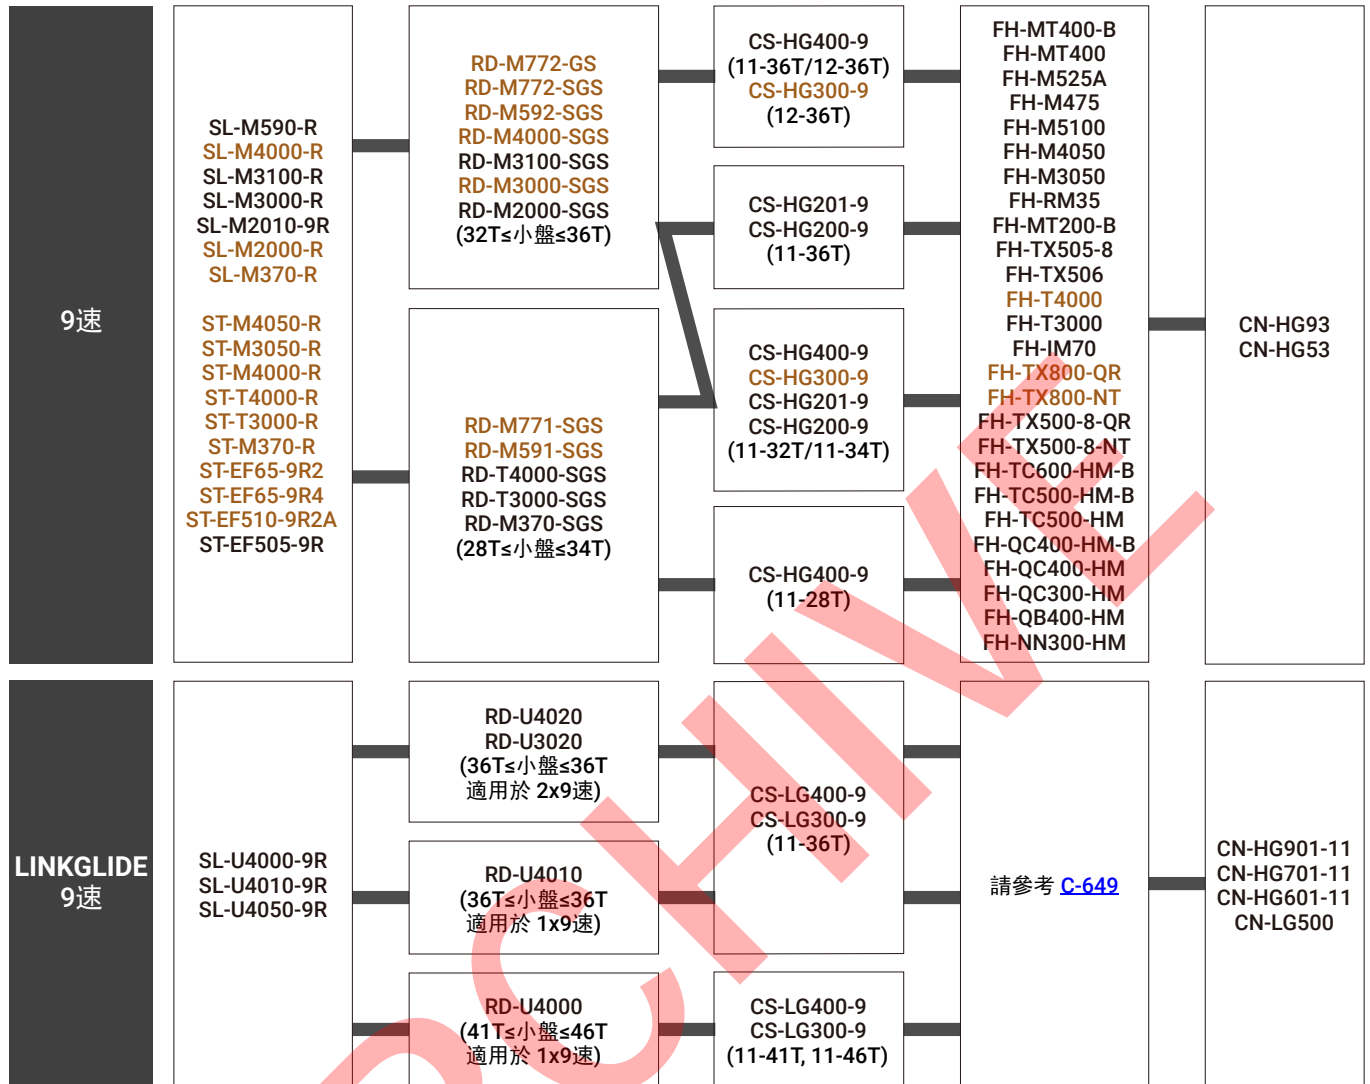 9速
SL-M590-R
SL-M4000-R
SL-M3100-R
SL-M3000-R
SL-M2010-9R
SL-M2000-R
SL-M370-R
ST-M4050-R
ST-M3050-R
ST-M4000-R
ST-T4000-R
ST-T3000-R
ST-M370-R
ST-EF65-9R2
ST-EF65-9R4
ST-EF510-9R2A
ST-EF505-9R
RD-M772-GS
RD-M772-SGS
RD-M592-SGS
RD-M4000-SGS
RD-M3100-SGS
RD-M3000-SGS
RD-M2000-SGS
(32T≤小盤≤36T)
RD-M771-SGS
RD-M591-SGS
RD-T4000-SGS
RD-T3000-SGS
RD-M370-SGS
(28T≤小盤≤34T)
CS-HG400-9
(11-36T/12-36T)
CS-HG300-9
(12-36T)
CS-HG201-9
CS-HG200-9
(11-36T)
CS-HG400-9
CS-HG300-9
CS-HG201-9
CS-HG200-9
(11-32T/11-34T)
CS-HG400-9
(11-28T)
FH-MT400-B
FH-MT400
FH-M525A
FH-M475
FH-M5100
FH-M4050
FH-M3050
FH-RM35
FH-MT200-B
FH-TX505-8
FH-TX506
FH-T4000
FH-T3000
FH-IM70
FH-TX800-QR
FH-TX800-NT
FH-TX500-8-QR
FH-TX500-8-NT
FH-TC600-HM-B
FH-TC500-HM-B
FH-TC500-HM
FH-QC400-HM-B
FH-QC400-HM
FH-QC300-HM
FH-QB400-HM
FH-NN300-HM
CN-HG93
CN-HG53
LINKGLIDE
9速
SL-U4000-9R
SL-U4010-9R
SL-U4050-9R
RD-U4020
RD-U3020
(36T≤小盤≤36T
適用於 2x9速)
RD-U4010
(36T≤小盤≤36T
適用於 1x9速)
RD-U4000
(41T≤小盤≤46T
適用於 1x9速)
CS-LG400-9
CS-LG300-9
(11-36T)
CS-LG400-9
CS-LG300-9
(11-41T, 11-46T)
請參考 C-649
CN-HG901-11
CN-HG701-11
CN-HG601-11
CN-LG500